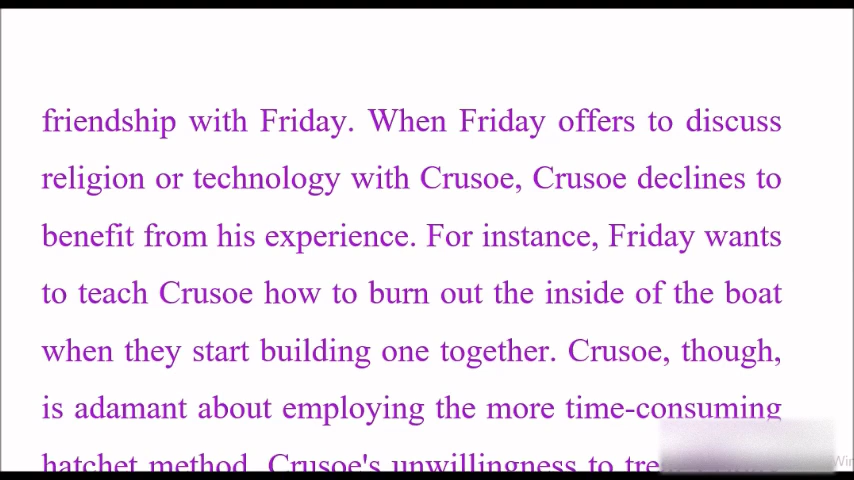 friendship with Friday. When Friday offers to discuss
religion or technology with Crusoe, Crusoe declines to
benefit from his experience. For instance, Friday wants
to teach Crusoe how to burn out the inside of the boat
when they start building one together. Crusoe, though,
is adamant about employing the more time-consuming
hatchet method. Crusoe's unwillingness to